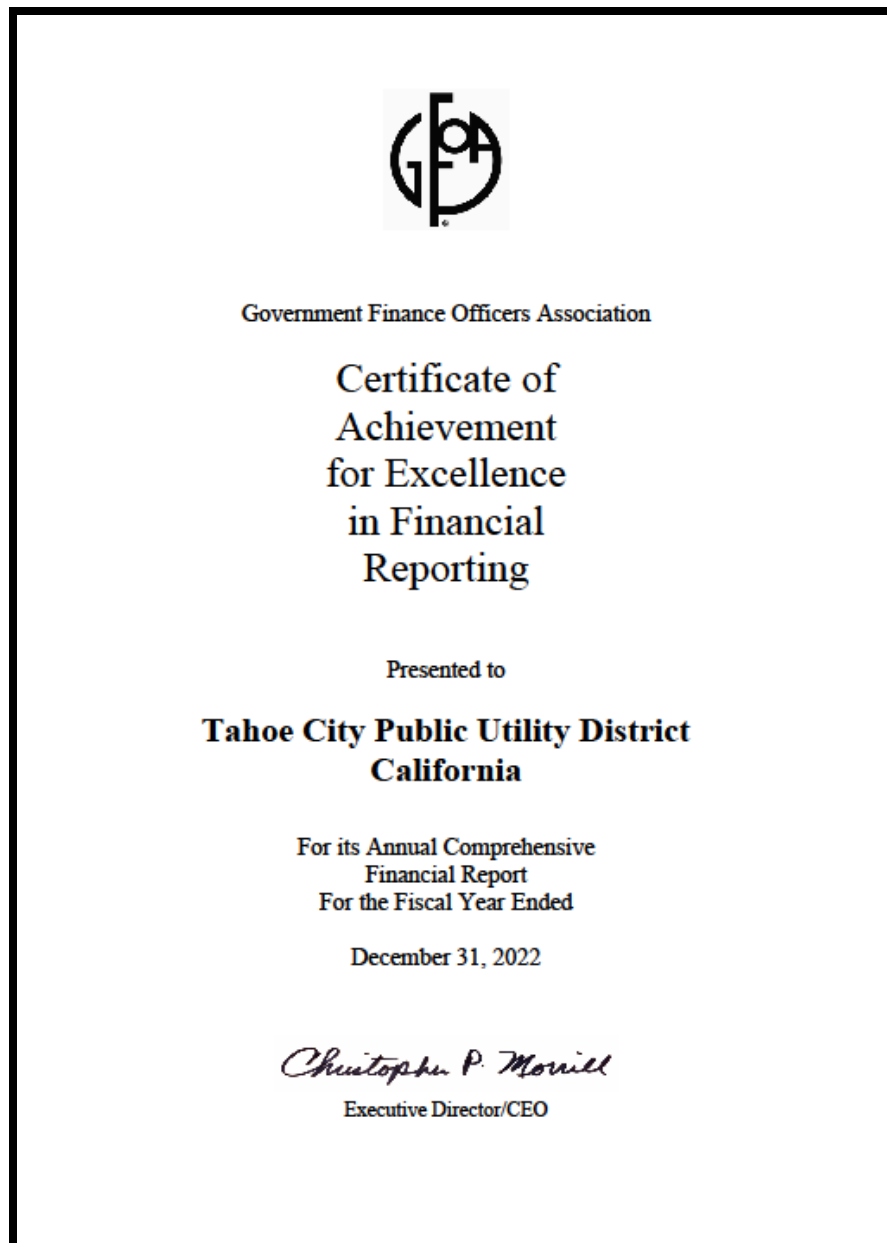 GFOA
Government Finance Officers Association
Certificate of
Achievement
for Excellence
in Financial
Reporting
Presented to
Tahoe City Public Utility District
California
For its Annual Comprehensive
Financial Report
For the Fiscal Year Ended
December 31, 2022
Christopher P. Morrill
Executive Director/CEO